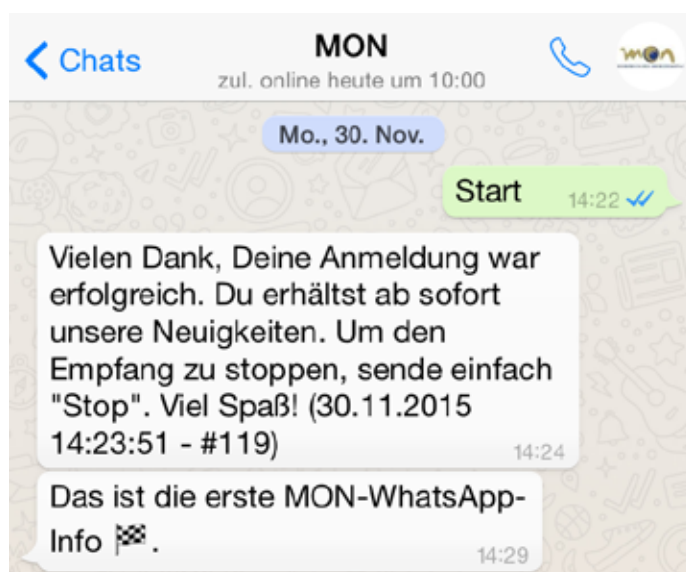 Chats
MON
zul. online heute um 10:00
mon
Mo., 30. Nov.
Start
14:22
Vielen Dank, Deine Anmeldung war
erfolgreich. Du erhältst ab sofort
unsere Neuigkeiten. Um den
Empfang zu stoppen, sende einfach
"Stop". Viel Spaß! (30.11.2015
14:23:51 - #119)
14:24
Das ist die erste MON-WhatsApp-
Info 🏁.
14:29